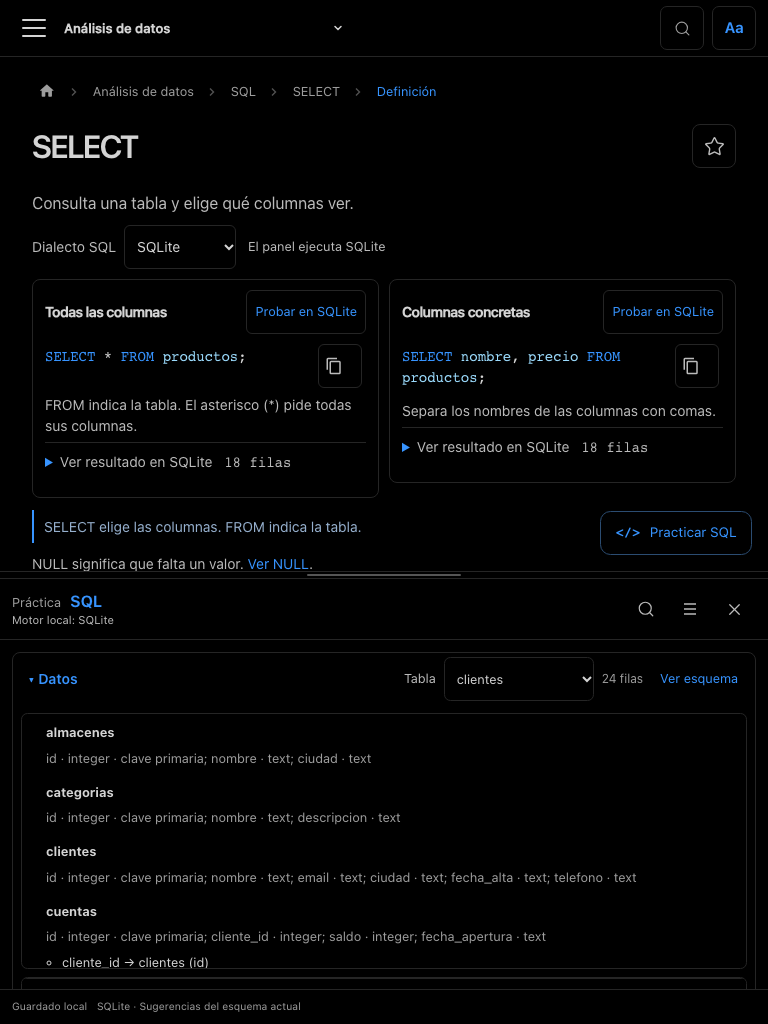 Análisis de datos
Aa
Análisis de datos > SQL > SELECT > Definición
SELECT
Consulta una tabla y elige qué columnas ver.
Dialecto SQL SQLite El panel ejecuta SQLite
Todas las columnas Probar en SQLite
SELECT * FROM productos;
FROM indica la tabla. El asterisco (*) pide todas
sus columnas.
Ver resultado en SQLite 18 filas
Columnas concretas Probar en SQLite
SELECT nombre, precio FROM
productos;
Separa los nombres de las columnas con comas.
Ver resultado en SQLite 18 filas
SELECT elige las columnas. FROM indica la tabla.
</> Practicar SQL
NULL significa que falta un valor. Ver NULL.
Práctica SQL
Motor local: SQLite
Datos Tabla clientes 24 filas Ver esquema
almacenes
id · integer · clave primaria; nombre · text; ciudad · text
categorias
id · integer · clave primaria; nombre · text; descripcion · text
clientes
id · integer · clave primaria; nombre · text; email · text; ciudad · text; fecha_alta · text; telefono · text
cuentas
id · integer · clave primaria; cliente_id · integer; saldo · integer; fecha_apertura · text
cliente_id → clientes (id)
Guardado local SQLite · Sugerencias del esquema actual